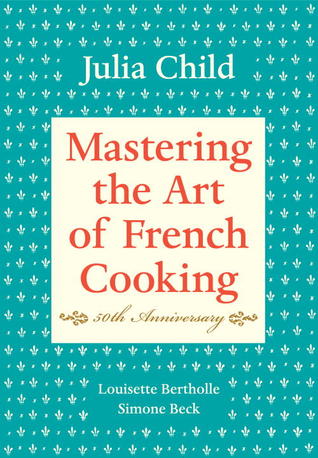 Julia Child
Mastering
the Art
of French
Cooking
50th Anniversary
Louisette Bertholle
Simone Beck